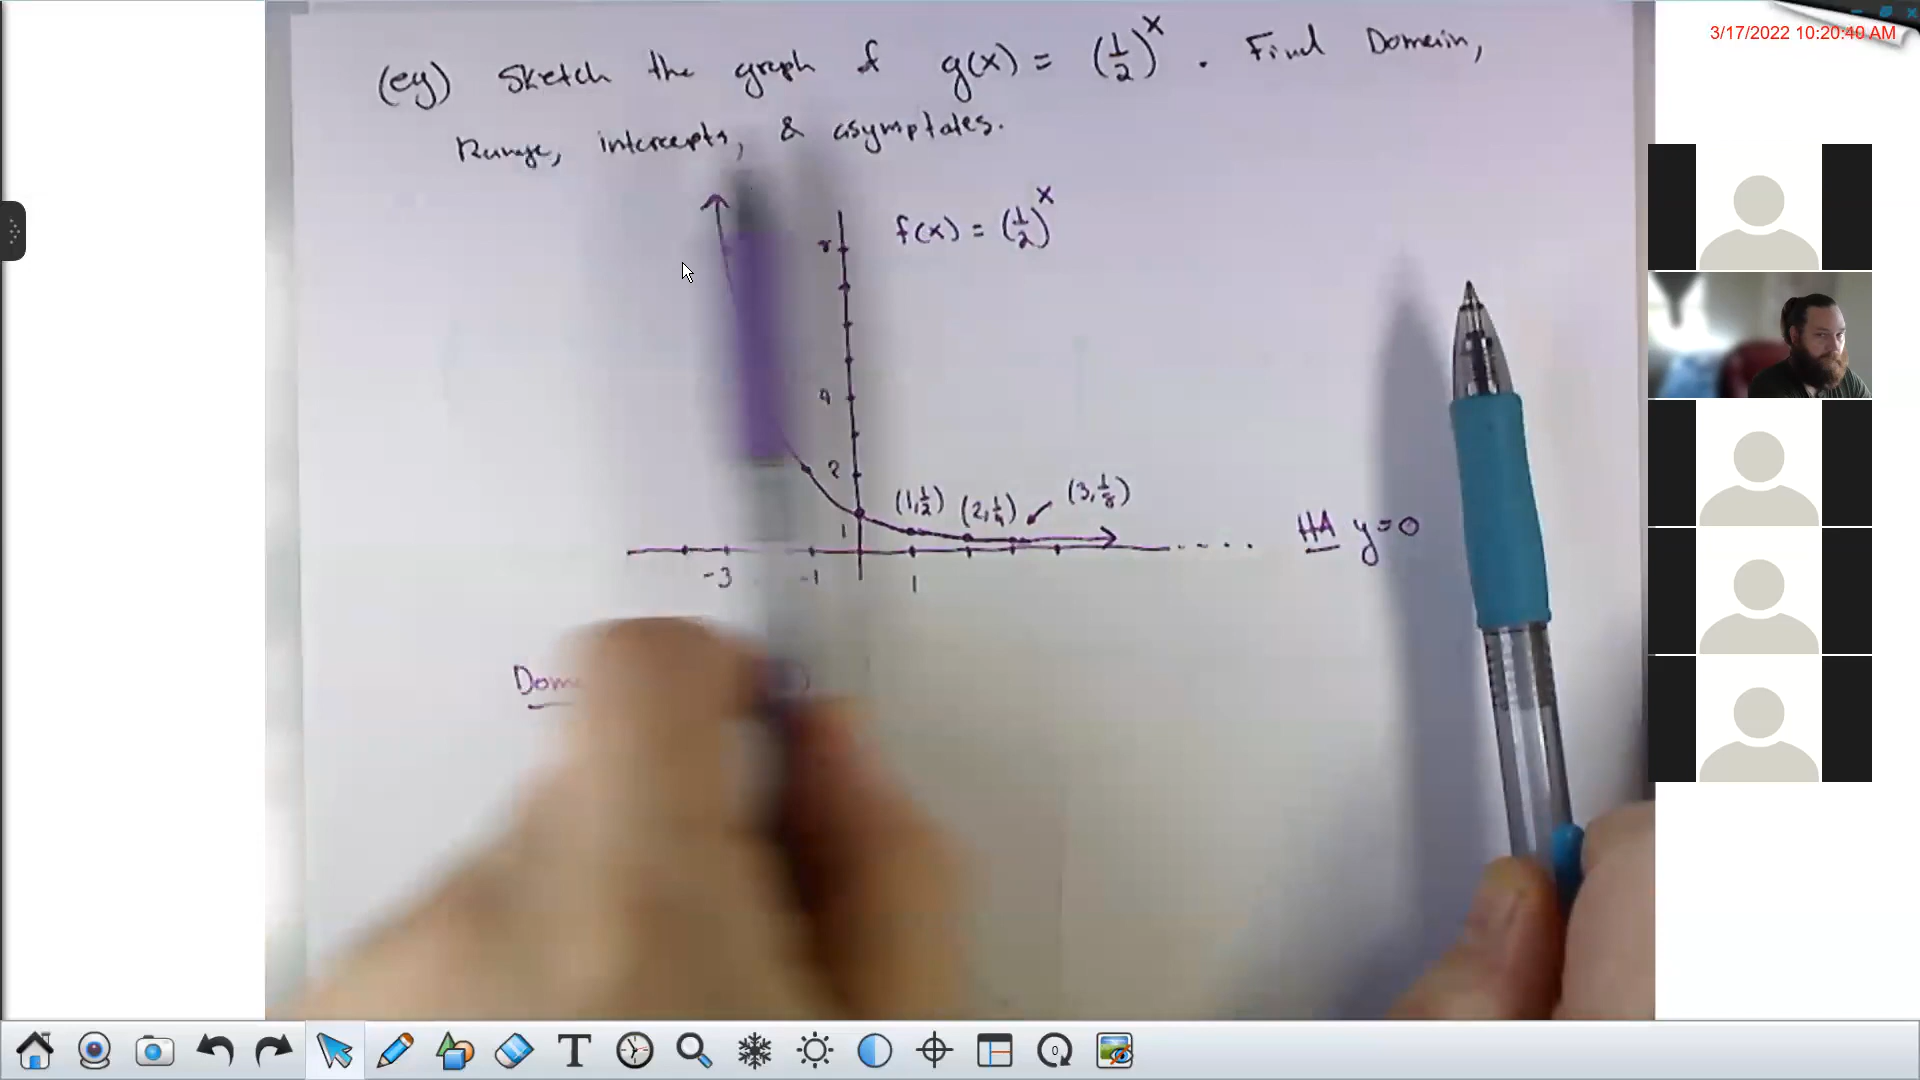 3/17/2022 10:20:40 AM
(eg) Sketch the graph of g(x) = (1/2)^x . Find Domain,
Range, intercepts, & asymptotes.
f(x) = (1/2)^x
8
4
2
(1,1/2) (2,1/4) (3,1/8)
1
HA y=0
-3 -1 1
Dom
T
0